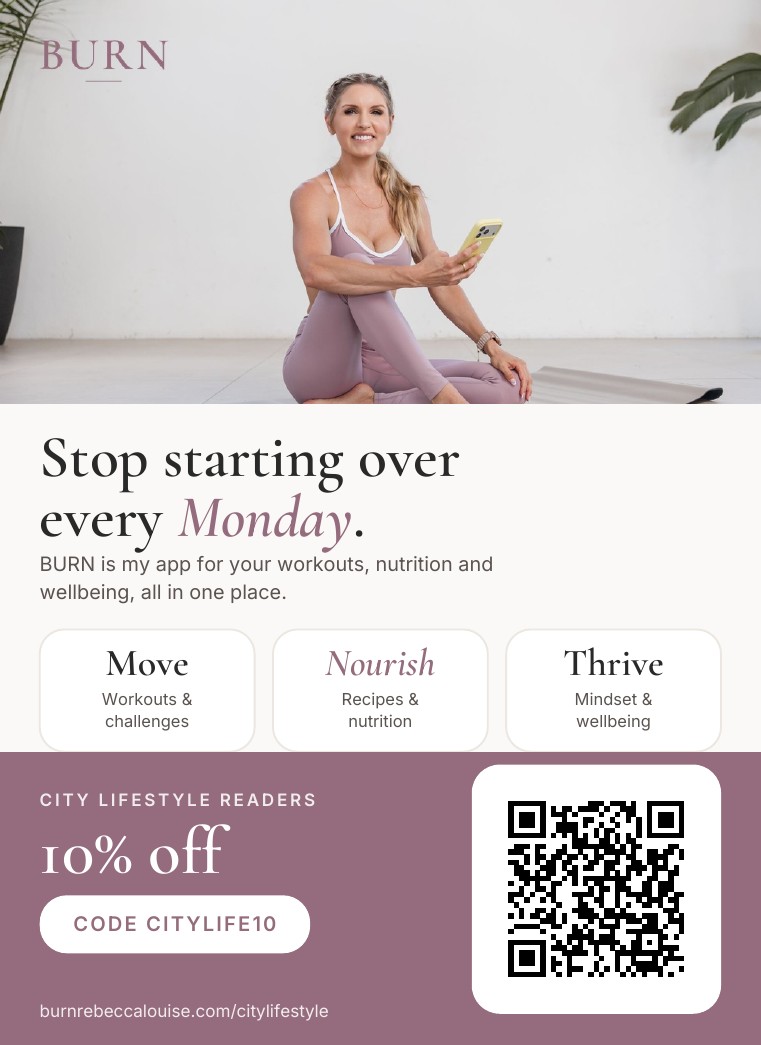 BURN
Stop starting over
every Monday.
BURN is my app for your workouts, nutrition and
wellbeing, all in one place.
Move
Workouts &
challenges
Nourish
Recipes &
nutrition
Thrive
Mindset &
wellbeing
CITY LIFESTYLE READERS
10% off
CODE CITYLIFE10
burnrebeccalouise.com/citylifestyle